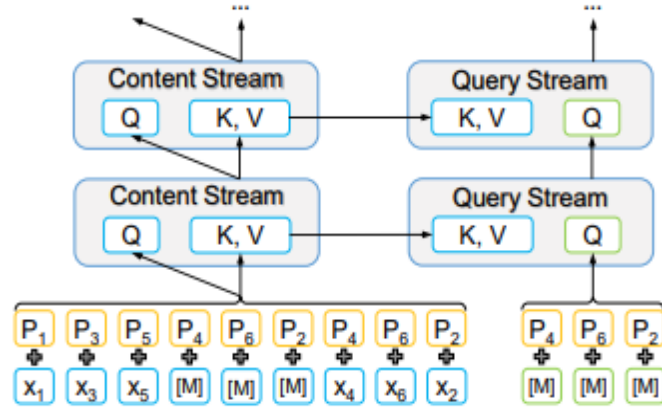 ... ...
Content Stream Query Stream
Q K, V K, V Q
Content Stream Query Stream
Q K, V K, V Q
P1 P3 P5 P4 P6 P2 P4 P6 P2 P4 P6 P2
+ + + + + + + + + + + +
x1 x3 x5 [M] [M] [M] x4 x6 x2 [M] [M] [M]